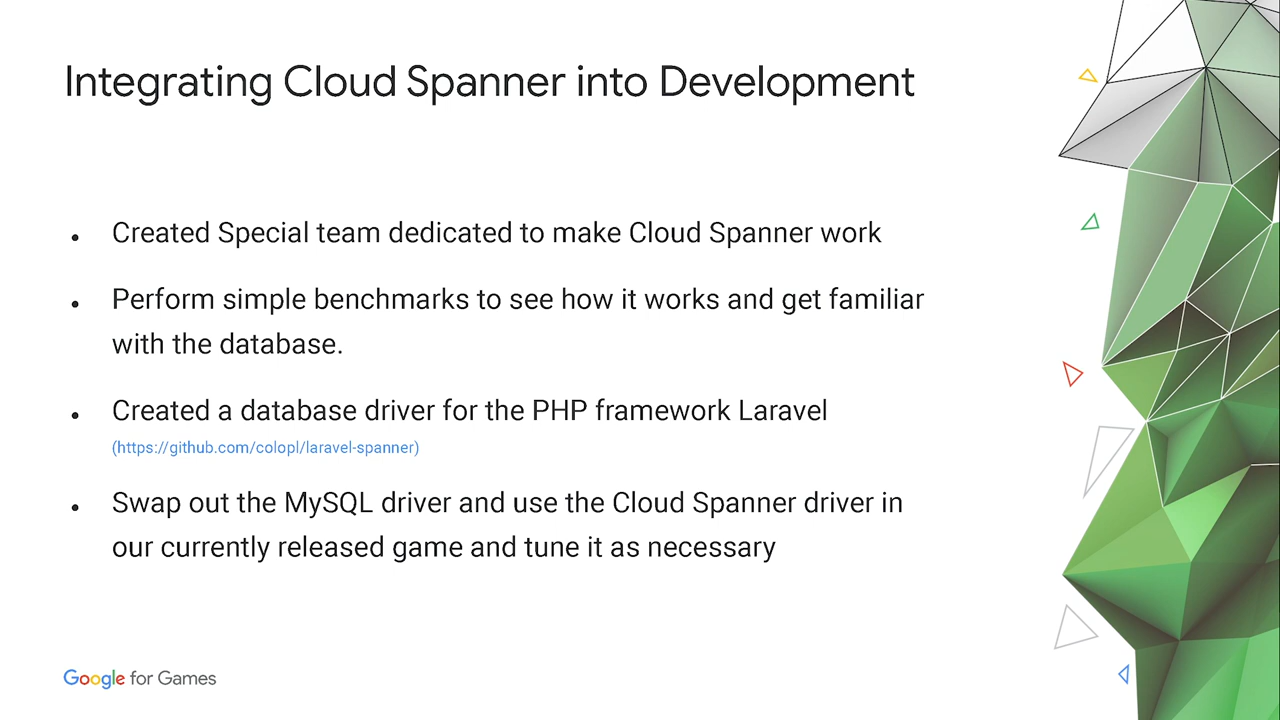 Integrating Cloud Spanner into Development
• Created Special team dedicated to make Cloud Spanner work
• Perform simple benchmarks to see how it works and get familiar
with the database.
• Created a database driver for the PHP framework Laravel
(https://github.com/colopl/laravel-spanner)
• Swap out the MySQL driver and use the Cloud Spanner driver in
our currently released game and tune it as necessary
Google for Games